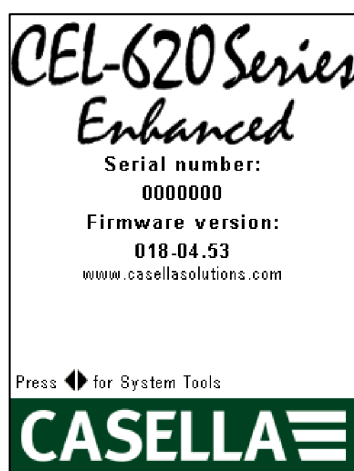 CEL-620 Series
Enhanced
Serial number:
0000000
Firmware version:
018-04.53
www.casellasolutions.com
Press ◀▶ for System Tools
CASELLA